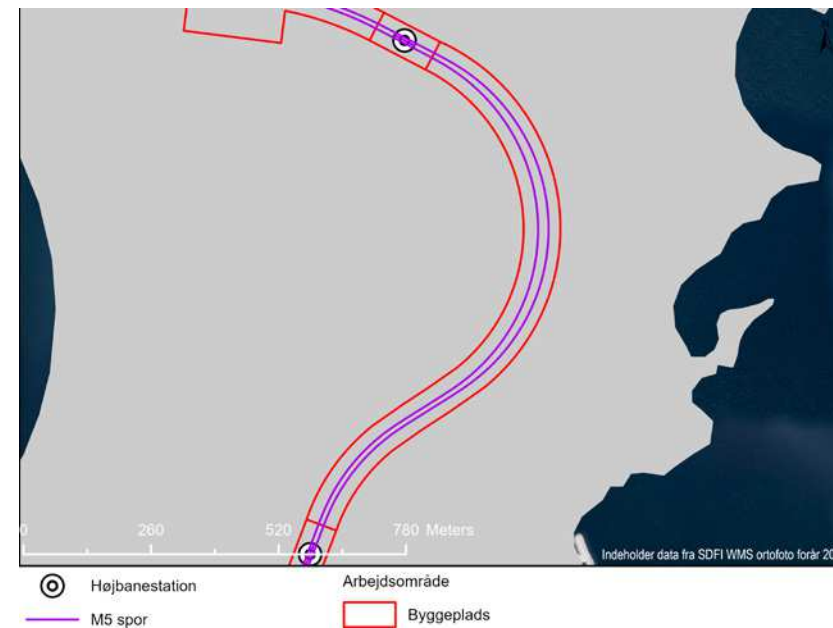 0 260 520 780 Meters
Indeholder data fra SDFI WMS ortofoto forår 20
Højbanestation
M5 spor
Arbejdsområde
Byggeplads